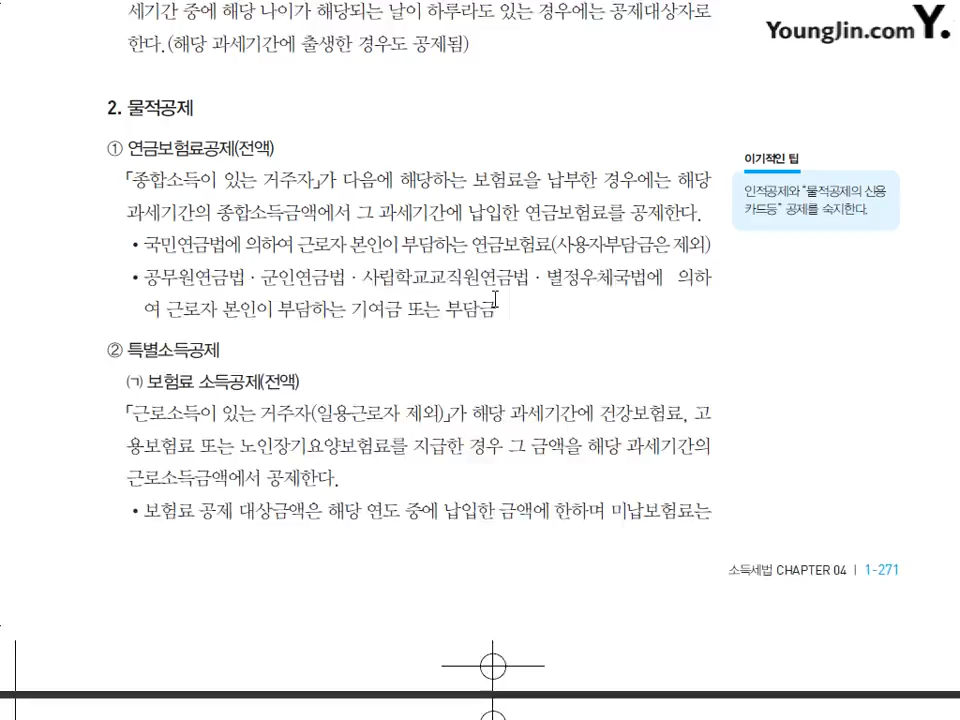 세기간 중에 해당 나이가 해당되는 날이 하루라도 있는 경우에는 공제대상자로
한다.(해당 과세기간에 출생한 경우도 공제됨)
YoungJin.com Y.
2. 물적공제
① 연금보험료공제(전액)
「종합소득이 있는 거주자」가 다음에 해당하는 보험료을 납부한 경우에는 해당
과세기간의 종합소득금액에서 그 과세기간에 납입한 연금보험료를 공제한다.
• 국민연금법에 의하여 근로자 본인이 부담하는 연금보험료(사용자부담금은 제외)
• 공무원연금법 · 군인연금법 · 사립학교교직원연금법 · 별정우체국법에 의하
여 근로자 본인이 부담하는 기여금 또는 부담금
이기적인 팁
인적공제와 “물적공제의 신용
카드등” 공제를 숙지한다.
② 특별소득공제
㈀ 보험료 소득공제(전액)
「근로소득이 있는 거주자(일용근로자 제외)」가 해당 과세기간에 건강보험료, 고
용보험료 또는 노인장기요양보험료를 지급한 경우 그 금액을 해당 과세기간의
근로소득금액에서 공제한다.
• 보험료 공제 대상금액은 해당 연도 중에 납입한 금액에 한하며 미납보험료는
소득세법 CHAPTER 04 | 1-271